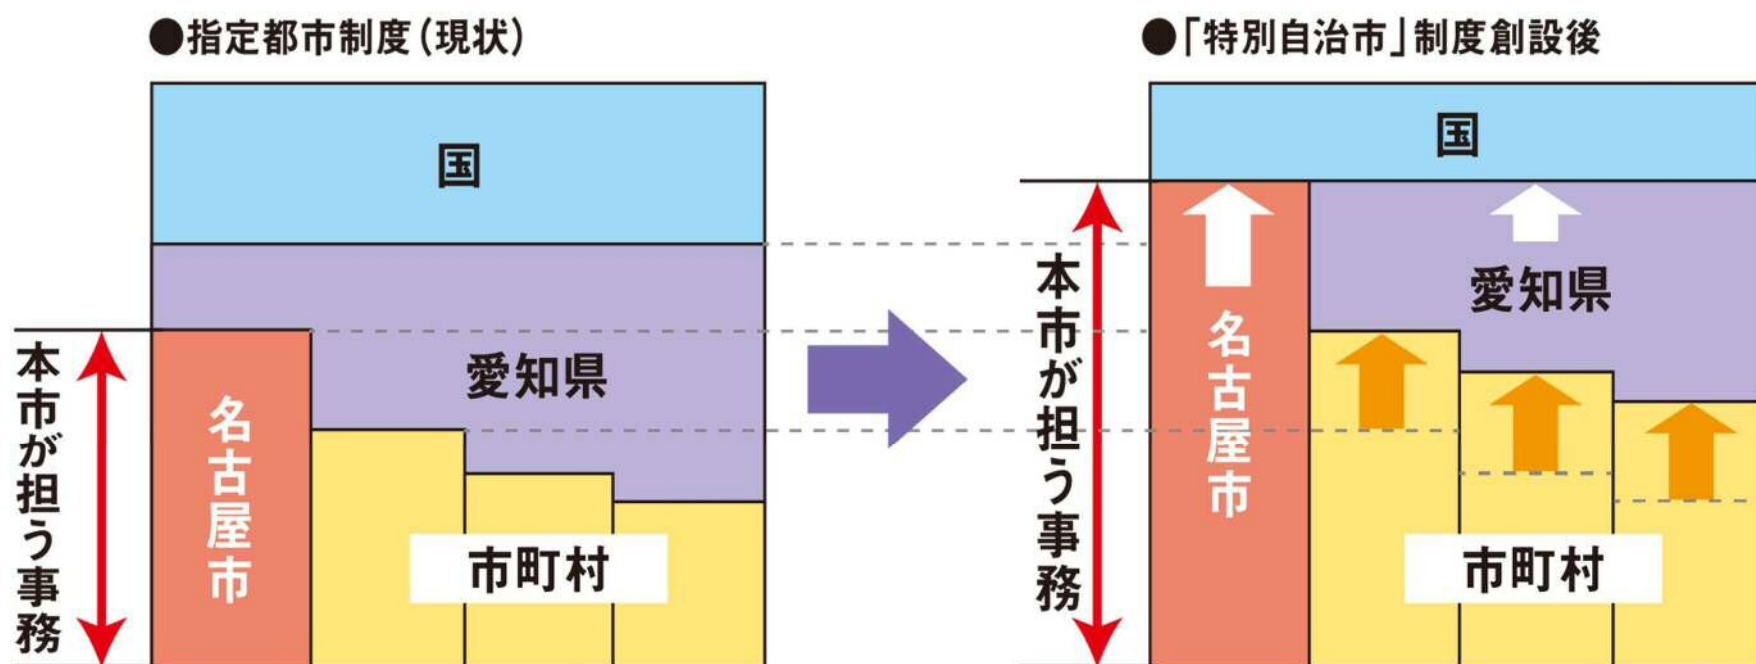 ●指定都市制度(現状)
国
愛知県
名古屋市
市町村
本市が担う事務
●「特別自治市」制度創設後
国
愛知県
名古屋市
市町村
本市が担う事務